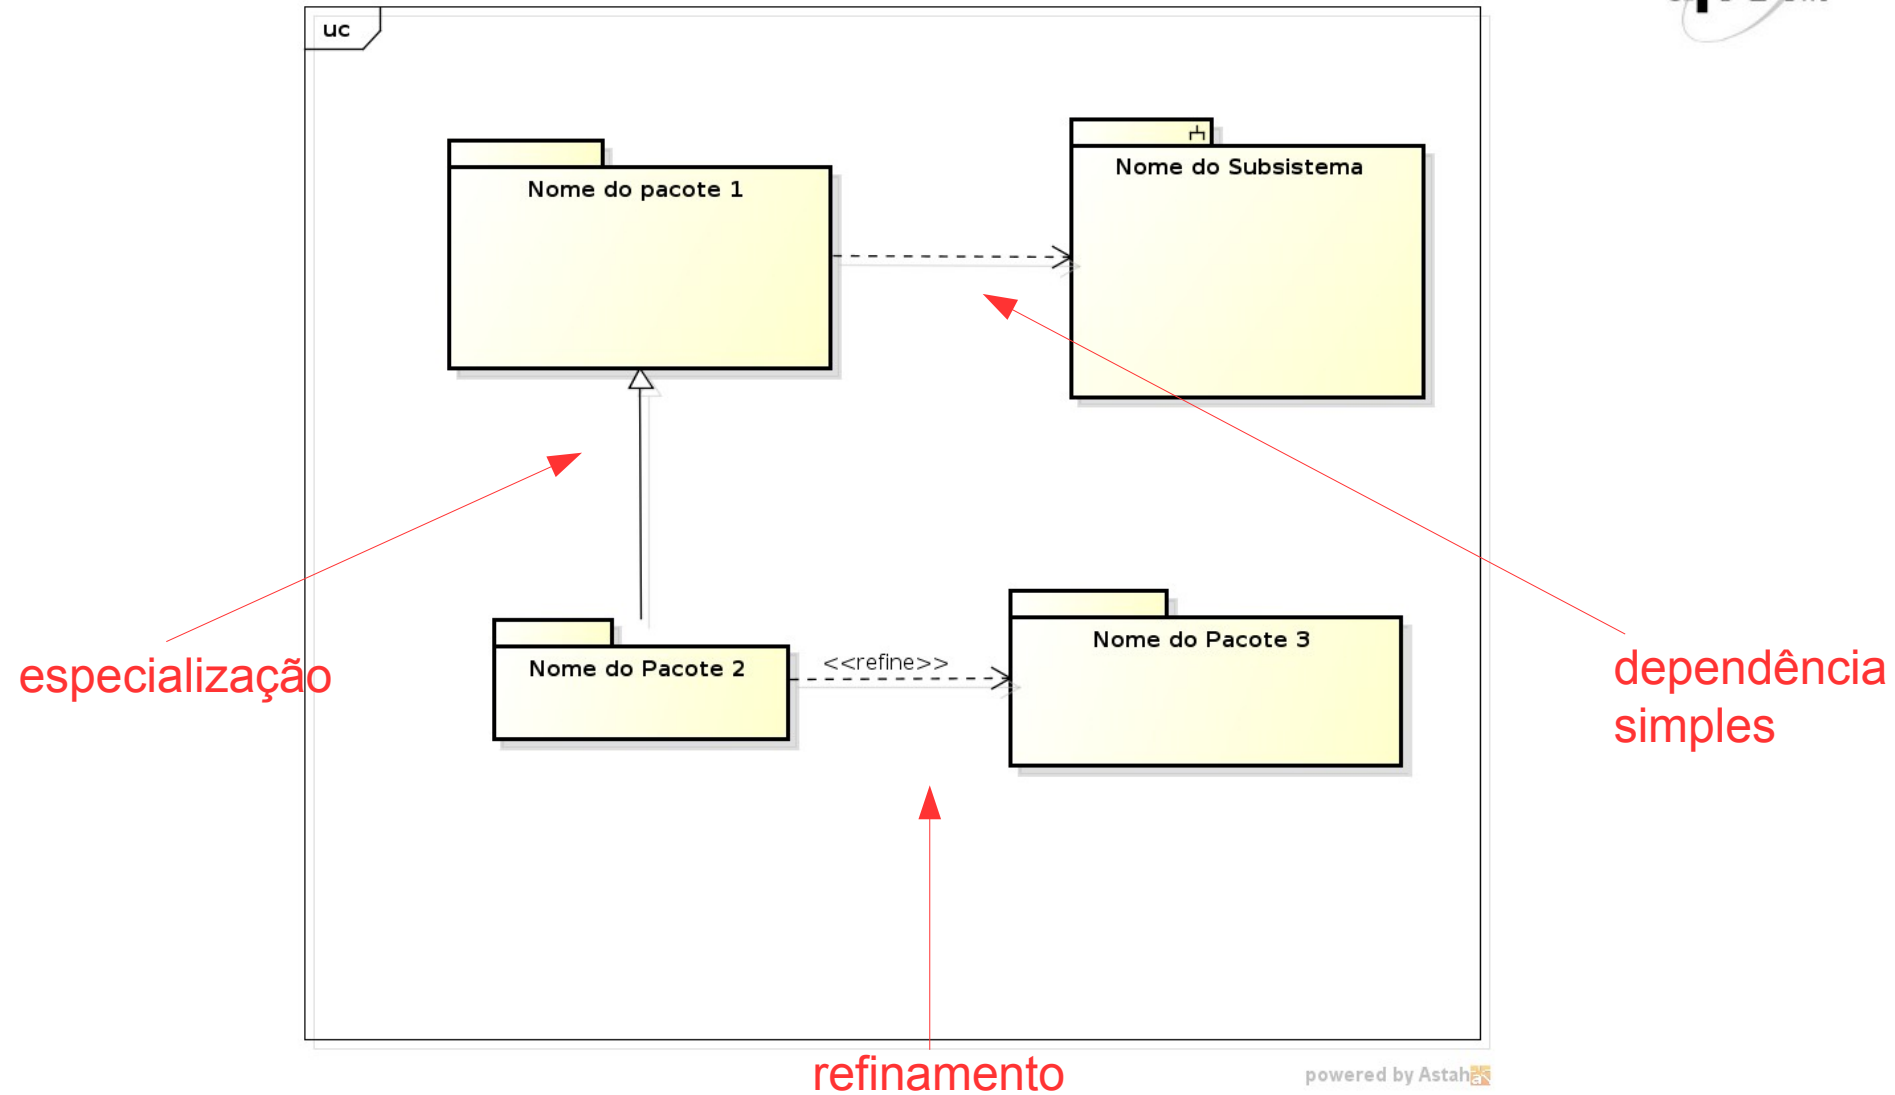 uc
Nome do pacote 1
Nome do Subsistema
especialização
Nome do Pacote 2
<<refine>>
Nome do Pacote 3
dependência
simples
refinamento
powered by Astah